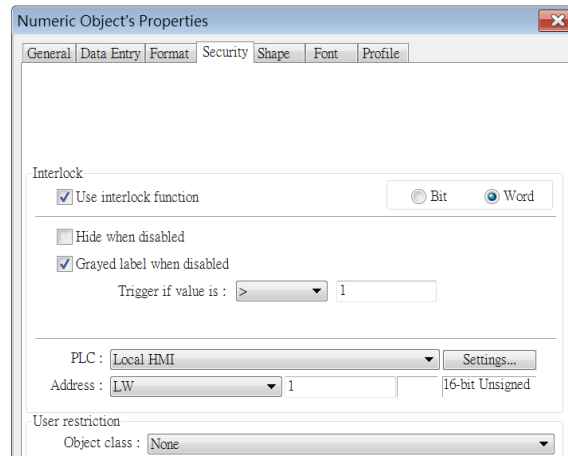 Numeric Object's Properties
General Data Entry Format Security Shape Font Profile
Interlock
Use interlock function Bit Word
Hide when disabled
Grayed label when disabled
Trigger if value is : > 1
PLC : Local HMI Settings...
Address : LW 1 16-bit Unsigned
User restriction
Object class : None